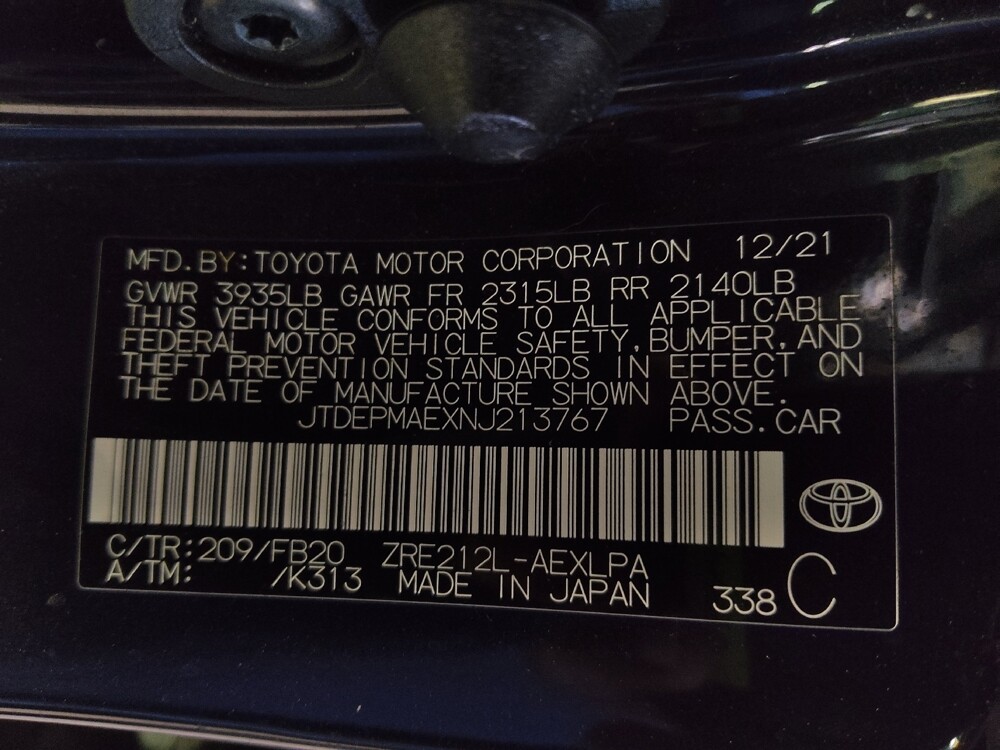 MFD.BY:TOYOTA MOTOR CORPORATION 12/21
GVWR 3935LB GAWR FR 2315LB RR 2140LB
THIS VEHICLE CONFORMS TO ALL APPLICABLE
FEDERAL MOTOR VEHICLE SAFETY,BUMPER,AND
THEFT PREVENTION STANDARDS IN EFFECT ON
THE DATE OF MANUFACTURE SHOWN ABOVE.
JTDEPMAEXNJ213767 PASS.CAR
C/TR:209/FB20 ZRE212L-AEXLPA
A/TM: /K313 MADE IN JAPAN 338 C